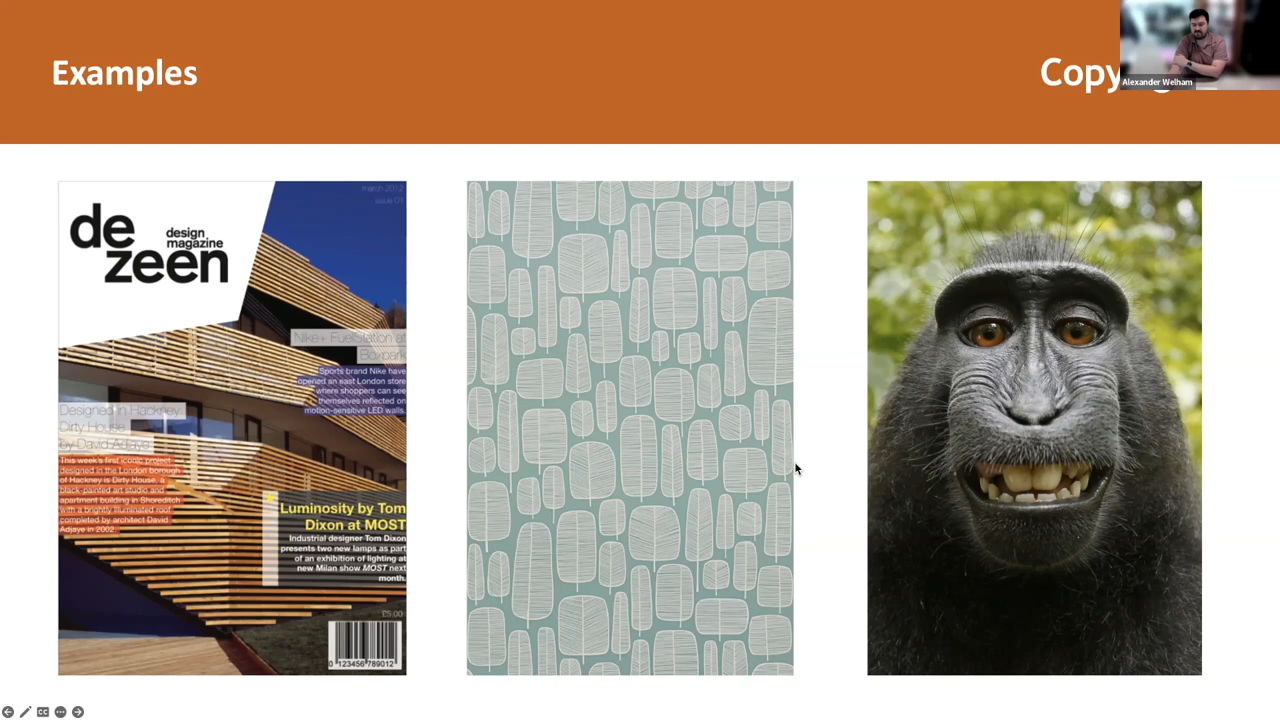 Examples
Copy
Alexander Welham
de
zeen
design
magazine
march 2012
issue 01
Nike+ FuelStation at
Boxpark
Sports brand Nike have
opened an east London store
where shoppers can see
themselves reflected on
motion-sensitive LED walls.
Designed in Hackney
Dirty House
by David Adjaye
This week's first iconic project
designed in the London borough
of Hackney is Dirty House, a
black-painted art studio and
apartment building in Shoreditch
with a brightly illuminated roof
completed by architect David
Adjaye in 2002.
Luminosity by Tom
Dixon at MOST
Industrial designer Tom Dixon
presents two new lamps as part
of an exhibition of lighting at
new Milan show MOST next
month.
£5.00
0 123456 789012
CC